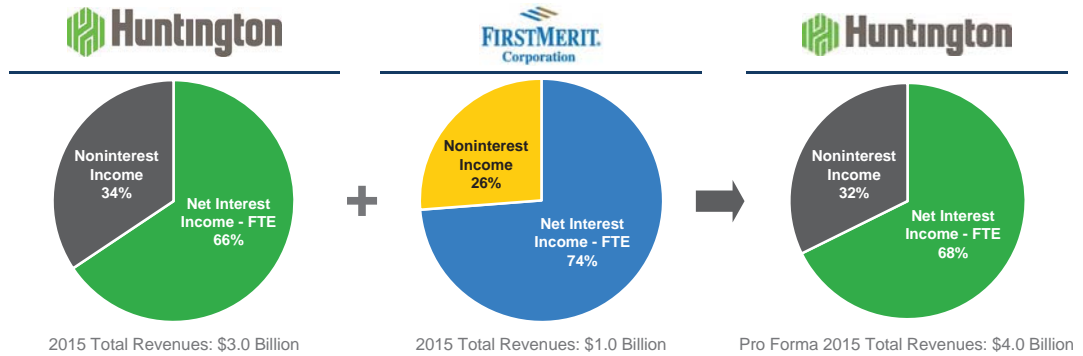 Huntington
FIRSTMERIT.
Corporation
Huntington
Noninterest
Income
34%
Net Interest
Income - FTE
66%
Noninterest
Income
26%
Net Interest
Income - FTE
74%
Noninterest
Income
32%
Net Interest
Income - FTE
68%
2015 Total Revenues: $3.0 Billion
2015 Total Revenues: $1.0 Billion
Pro Forma 2015 Total Revenues: $4.0 Billion